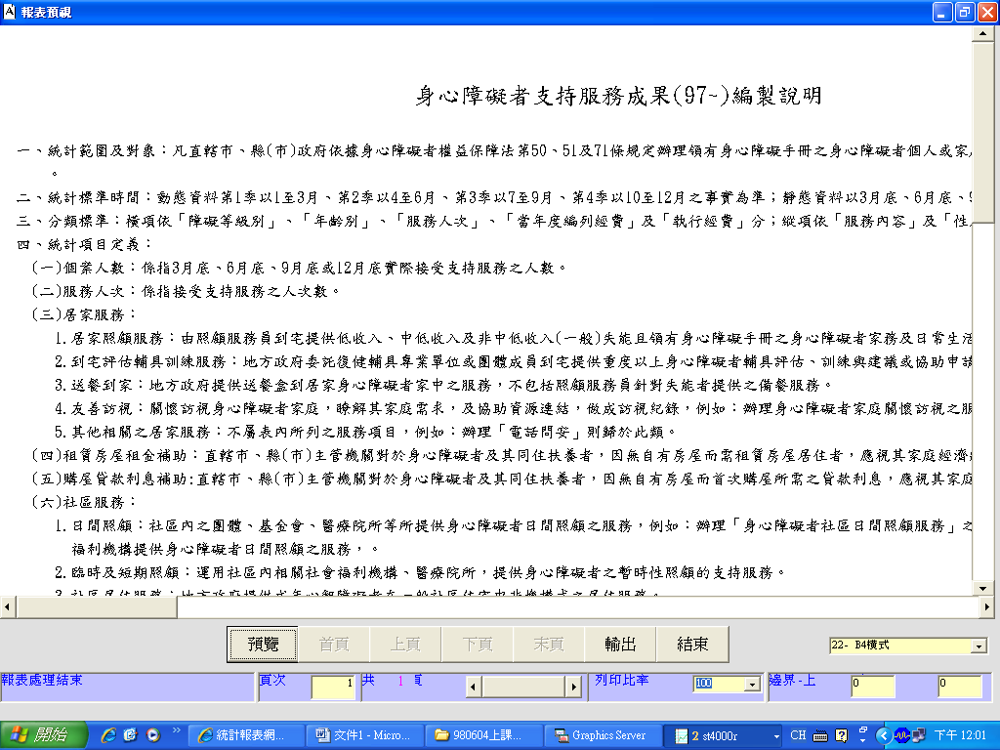 報表預視
身心障礙者支持服務成果(97~)編製說明
一、統計範圍及對象：凡直轄市、縣(市)政府依據身心障礙者權益保障法第50、51及71條規定辦理領有身心障礙手冊之身心障礙者個人或家
。
二、統計標準時間：動態資料第1季以1至3月、第2季以4至6月、第3季以7至9月、第4季以10至12月之事實為準；靜態資料以3月底、6月底、9
三、分類標準：橫項依「障礙等級別」、「年齡別」、「服務人次」、「當年度編列經費」及「執行經費」分；縱項依「服務內容」及「性
四、統計項目定義：
(一)個案人數：係指3月底、6月底、9月底或12月底實際接受支持服務之人數。
(二)服務人次：係指接受支持服務之人次數。
(三)居家服務：
1.居家照顧服務：由照顧服務員到宅提供低收入、中低收入及非中低收入(一般)失能且領有身心障礙手冊之身心障礙者家務及日常生活
2.到宅評估輔具訓練服務：地方政府委託復健輔具專業單位或團體成員到宅提供重度以上身心障礙者輔具評估、訓練與建議或協助申請
3.送餐到家：地方政府提供送餐盒到居家身心障礙者家中之服務，不包括照顧服務員針對失能者提供之備餐服務。
4.友善訪視：關懷訪視身心障礙者家庭，瞭解其家庭需求，及協助資源連結，做成訪視紀錄，例如：辦理身心障礙者家庭關懷訪視之服
5.其他相關之居家服務：不屬表內所列之服務項目，例如：辦理「電話問安」則歸於此類。
(四)租賃房屋租金補助：直轄市、縣(市)主管機關對於身心障礙者及其同住扶養者，因無自有房屋而需租賃房屋居住者，應視其家庭經濟
(五)購屋貸款利息補助:直轄市、縣(市)主管機關對於身心障礙者及其同住扶養者，因無自有房屋而首次購屋所需之貸款利息，應視其家庭
(六)社區服務：
1.日間照顧：社區內之團體、基金會、醫療院所等所提供身心障礙者日間照顧之服務，例如：辦理「身心障礙者社區日間照顧服務」之
福利機構提供身心障礙者日間照顧之服務，。
2.臨時及短期照顧：運用社區內相關社會福利機構、醫療院所，提供身心障礙者之暫時性照顧的支持服務。
3.社區居住服務：地方政府提供成年心智障礙者在一般社區住宅中非機構式之居住服務。
預覽 首頁 上頁 下頁 末頁 輸出 結束 22- B4橫式
報表處理結束 頁次 1 共 1 頁 列印比率 100 邊界-上 0 0
開始 統計報表網... 文件1 - Micro... 980604上課... Graphics Server 2 st4000r CH 下午 12:01